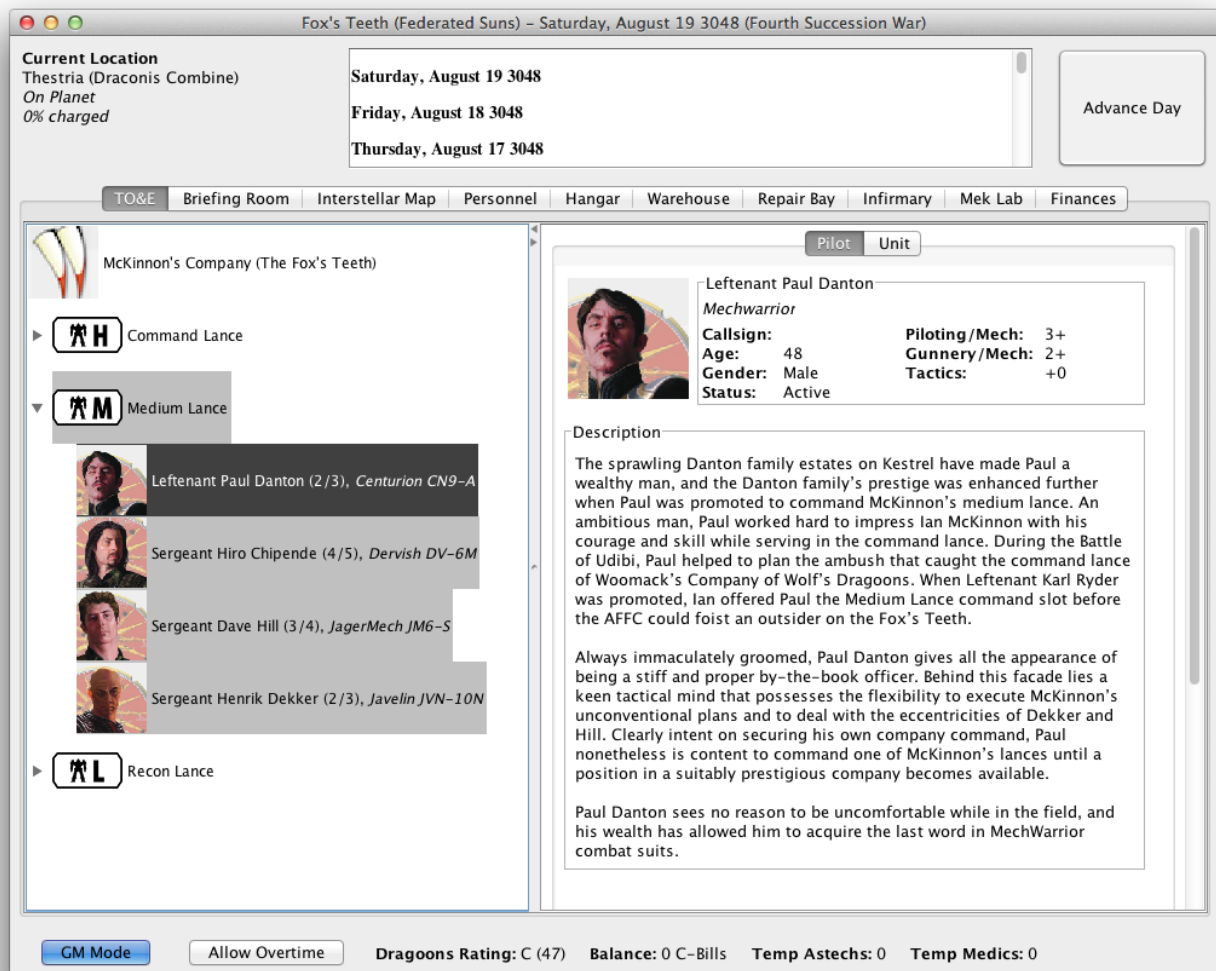 Fox's Teeth (Federated Suns) – Saturday, August 19 3048 (Fourth Succession War)
Current Location
Thestria (Draconis Combine)
On Planet
0% charged
Saturday, August 19 3048
Friday, August 18 3048
Thursday, August 17 3048
Advance Day
TO&E Briefing Room Interstellar Map Personnel Hangar Warehouse Repair Bay Infirmary Mek Lab Finances
McKinnon's Company (The Fox's Teeth)
H Command Lance
M Medium Lance
Leftenant Paul Danton (2/3), Centurion CN9-A
Sergeant Hiro Chipende (4/5), Dervish DV-6M
Sergeant Dave Hill (3/4), JagerMech JM6-S
Sergeant Henrik Dekker (2/3), Javelin JVN-10N
L Recon Lance
Pilot Unit
Leftenant Paul Danton
Mechwarrior
Callsign: Piloting/Mech: 3+
Age: 48 Gunnery/Mech: 2+
Gender: Male Tactics: +0
Status: Active
Description
The sprawling Danton family estates on Kestrel have made Paul a
wealthy man, and the Danton family's prestige was enhanced further
when Paul was promoted to command McKinnon's medium lance. An
ambitious man, Paul worked hard to impress Ian McKinnon with his
courage and skill while serving in the command lance. During the Battle
of Udibi, Paul helped to plan the ambush that caught the command lance
of Woomack's Company of Wolf's Dragoons. When Leftenant Karl Ryder
was promoted, Ian offered Paul the Medium Lance command slot before
the AFFC could foist an outsider on the Fox's Teeth.
Always immaculately groomed, Paul Danton gives all the appearance of
being a stiff and proper by-the-book officer. Behind this facade lies a
keen tactical mind that possesses the flexibility to execute McKinnon's
unconventional plans and to deal with the eccentricities of Dekker and
Hill. Clearly intent on securing his own company command, Paul
nonetheless is content to command one of McKinnon's lances until a
position in a suitably prestigious company becomes available.
Paul Danton sees no reason to be uncomfortable while in the field, and
his wealth has allowed him to acquire the last word in MechWarrior
combat suits.
GM Mode Allow Overtime Dragoons Rating: C (47) Balance: 0 C-Bills Temp Astechs: 0 Temp Medics: 0